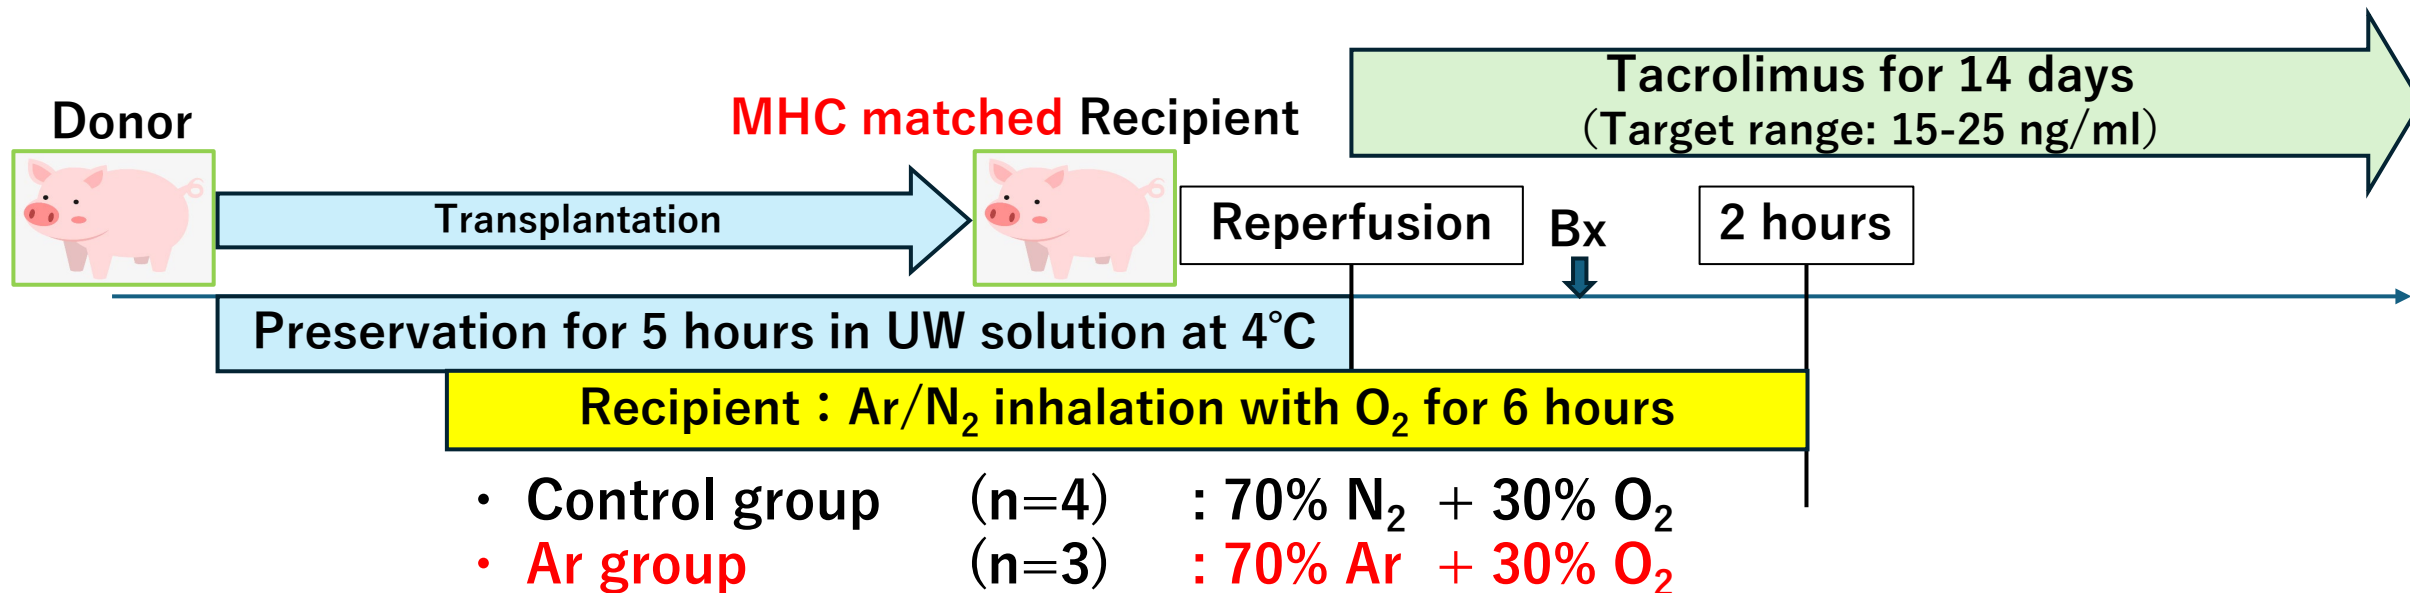 Donor
MHC matched Recipient
Tacrolimus for 14 days
(Target range: 15-25 ng/ml)
Transplantation
Reperfusion
Bx
2 hours
Preservation for 5 hours in UW solution at 4°C
Recipient：Ar/N₂ inhalation with O₂ for 6 hours
・ Control group (n=4) : 70% N₂ + 30% O₂
・ Ar group (n=3) : 70% Ar + 30% O₂